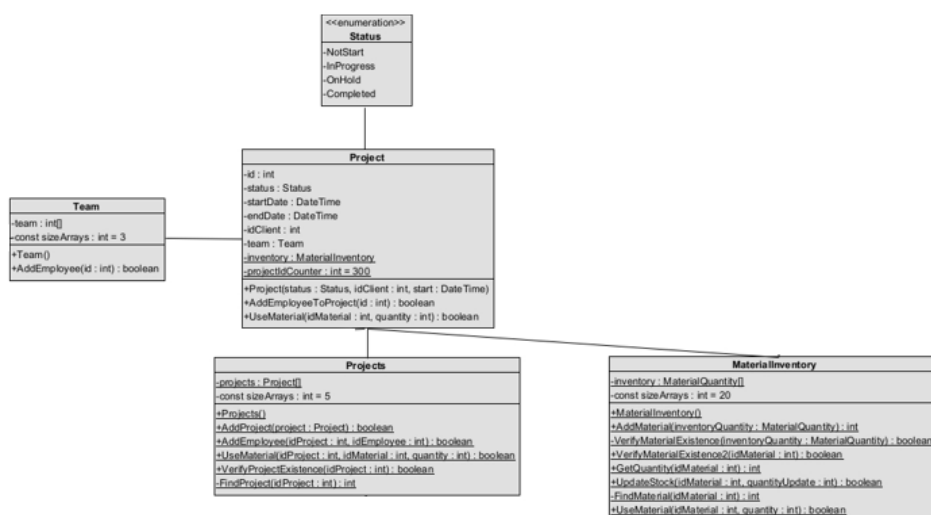 <<enumeration>>
Status
-NotStart
-InProgress
-OnHold
-Completed
Project
-id : int
-status : Status
-startDate : DateTime
-endDate : DateTime
-idClient : int
-team : Team
-inventory : MaterialInventory
-projectIdCounter : int = 300
+Project(status : Status, idClient : int, start : DateTime)
+AddEmployeeToProject(id : int) : boolean
+UseMaterial(idMaterial : int, quantity : int) : boolean
Team
-team : int[]
-const sizeArrays : int = 3
+Team()
+AddEmployee(id : int) : boolean
Projects
-projects : Project[]
-const sizeArrays : int = 5
+Projects()
+AddProject(project : Project) : boolean
+AddEmployee(idProject : int, idEmployee : int) : boolean
+UseMaterial(idProject : int, idMaterial : int, quantity : int) : boolean
+VerifyProjectExistence(idProject : int) : boolean
-FindProject(idProject : int) : int
MaterialInventory
-inventory : MaterialQuantity[]
-const sizeArrays : int = 20
+MaterialInventory()
+AddMaterial(inventoryQuantity : MaterialQuantity) : int
-VerifyMaterialExistence(inventoryQuantity : MaterialQuantity) : boolean
+VerifyMaterialExistence2(idMaterial : int) : boolean
+GetQuantity(idMaterial : int) : int
+UpdateStock(idMaterial : int, quantityUpdate : int) : boolean
-FindMaterial(idMaterial : int) : int
+UseMaterial(idMaterial : int, quantity : int) : boolean